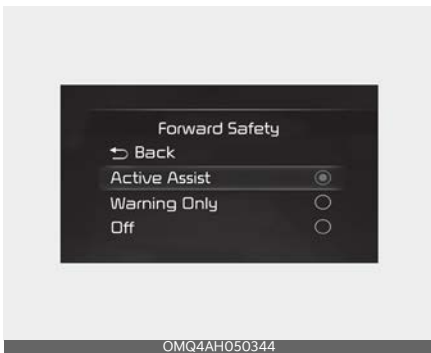 Forward Safety
Back
Active Assist
Warning Only
Off
OMQ4AH050344